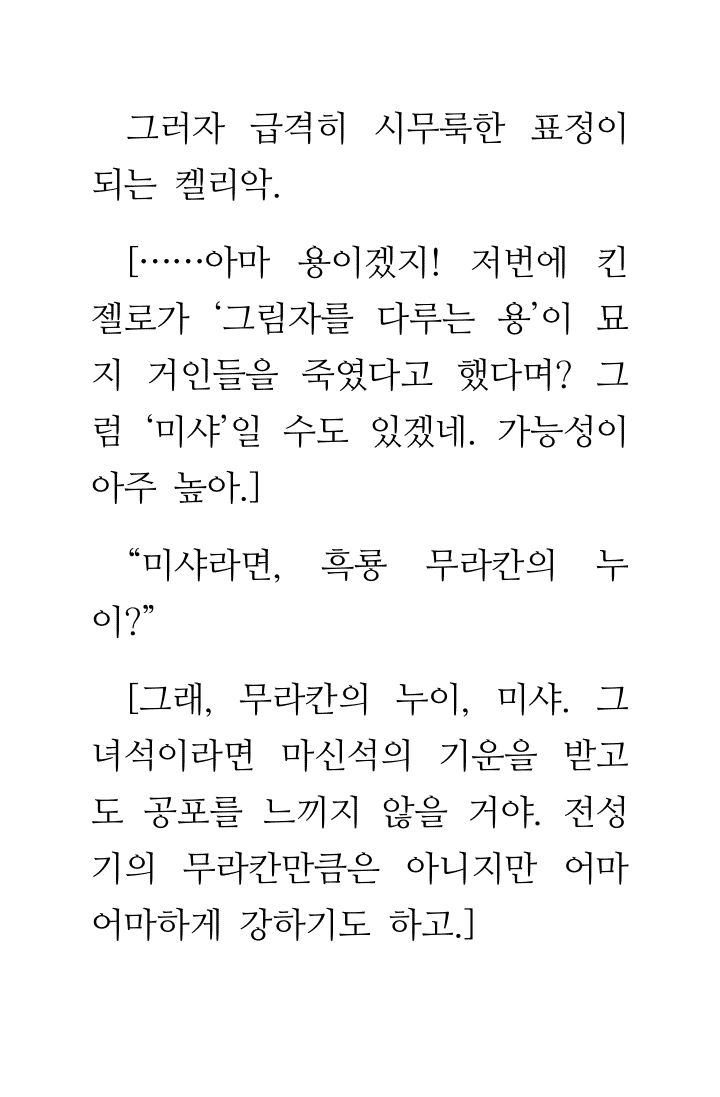 그러자 급격히 시무룩한 표정이
되는 켈리악.
[……아마 용이겠지! 저번에 킨
젤로가 ‘그림자를 다루는 용’이 묘
지 거인들을 죽였다고 했다며? 그
럼 ‘미샤’일 수도 있겠네. 가능성이
아주 높아.]
“미샤라면, 흑룡 무라칸의 누
이?”
[그래, 무라칸의 누이, 미샤. 그
녀석이라면 마신석의 기운을 받고
도 공포를 느끼지 않을 거야. 전성
기의 무라칸만큼은 아니지만 어마
어마하게 강하기도 하고.]